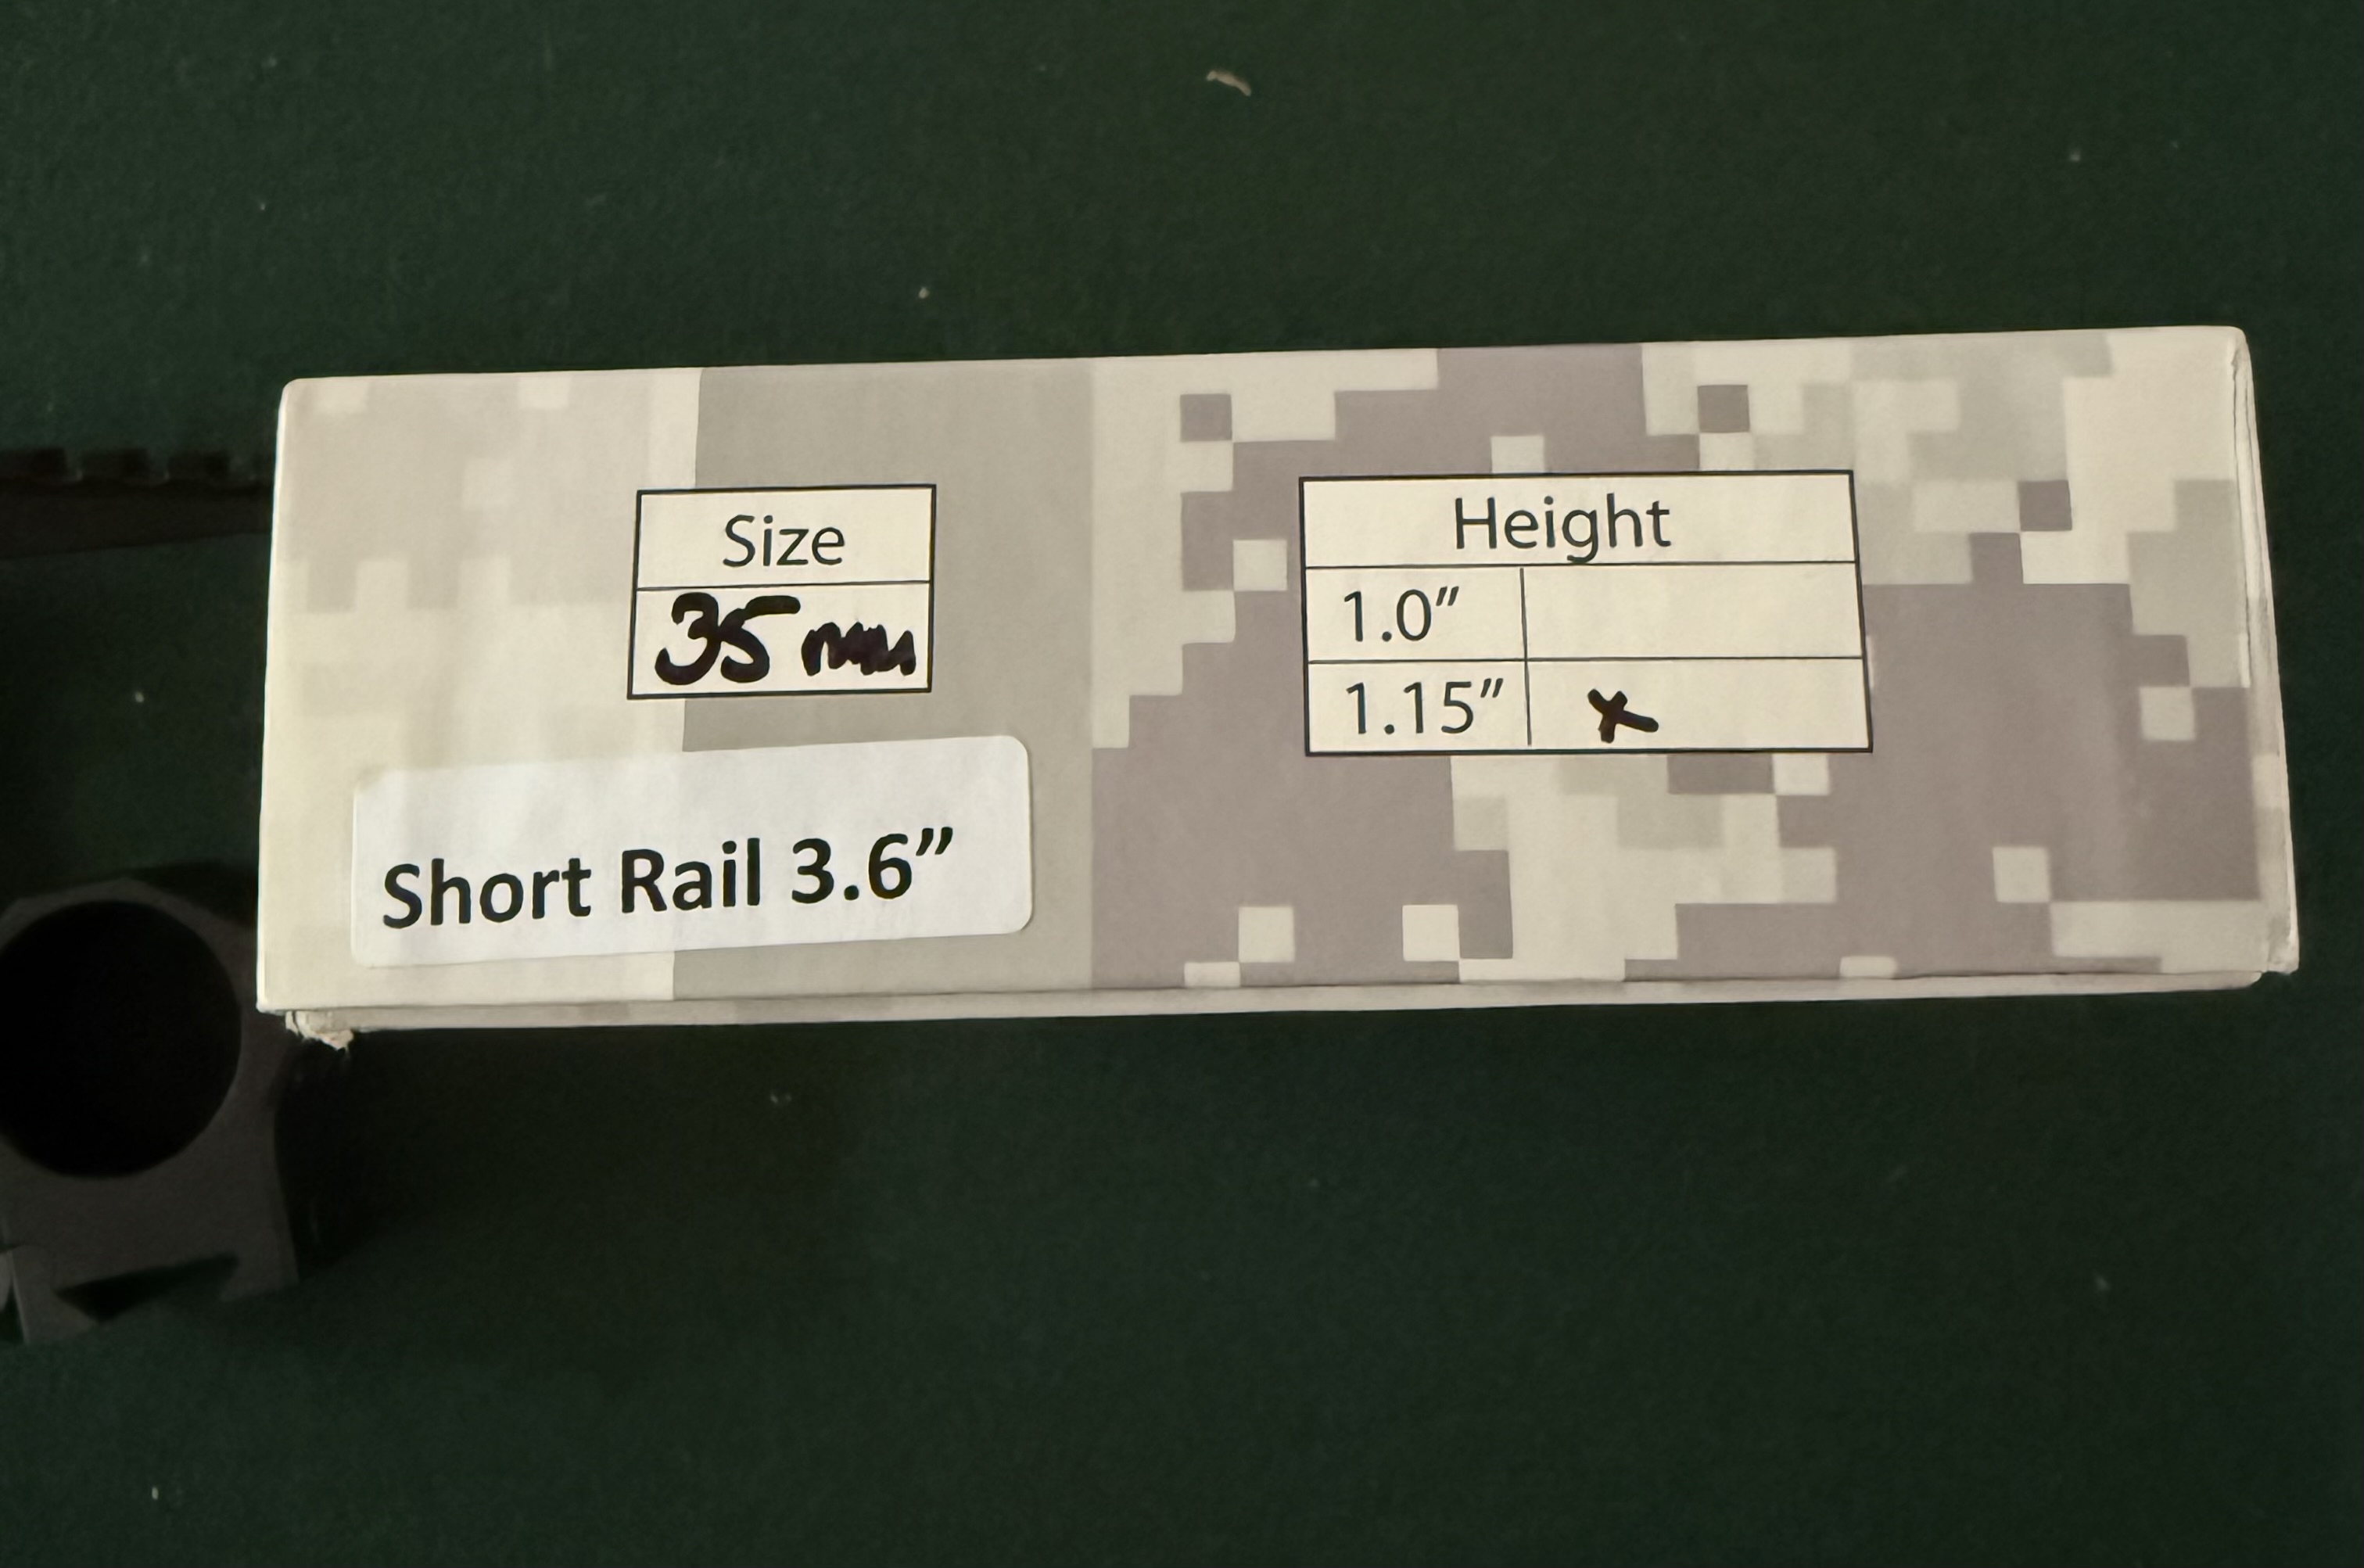 Size
35 mm
Height
1.0"
1.15" x
Short Rail 3.6"